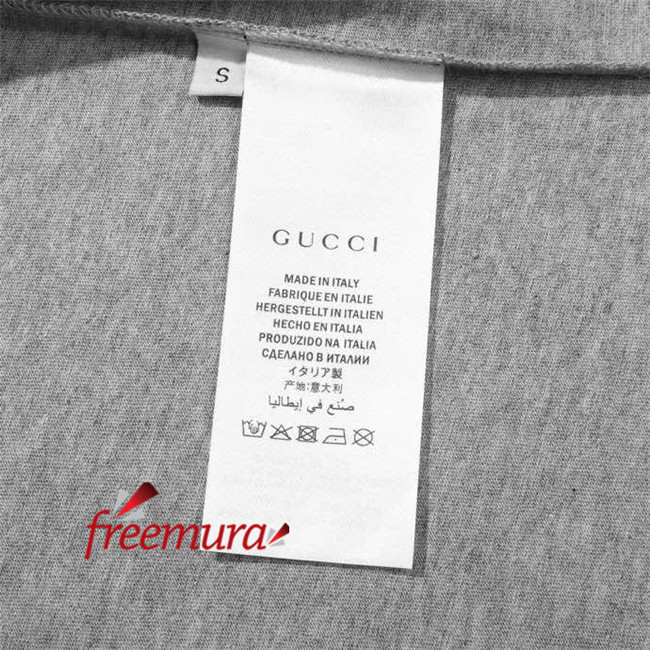 S
GUCCI
MADE IN ITALY
FABRIQUE EN ITALIE
HERGESTELLT IN ITALIEN
HECHO EN ITALIA
PRODUZIDO NA ITALIA
СДЕЛАНО В ИТАЛИИ
イタリア製
产地:意大利
صُنع في إيطاليا
freemura